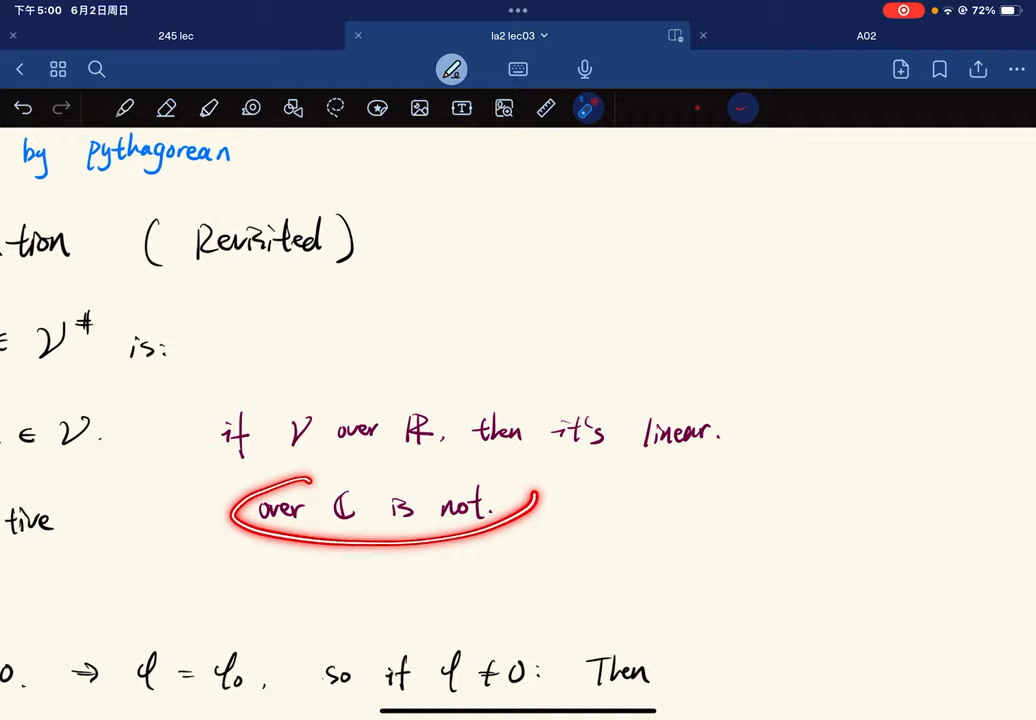 下午5:00 6月2日周日
72%
245 lec
la2 lec03
A02
by pythagorean
tion (Revisited)
∈ V# is:
∈ V. if V over ℝ, then it's linear.
tive over ℂ is not.
0. ⇒ φ = φ₀, so if φ ≠ 0: Then